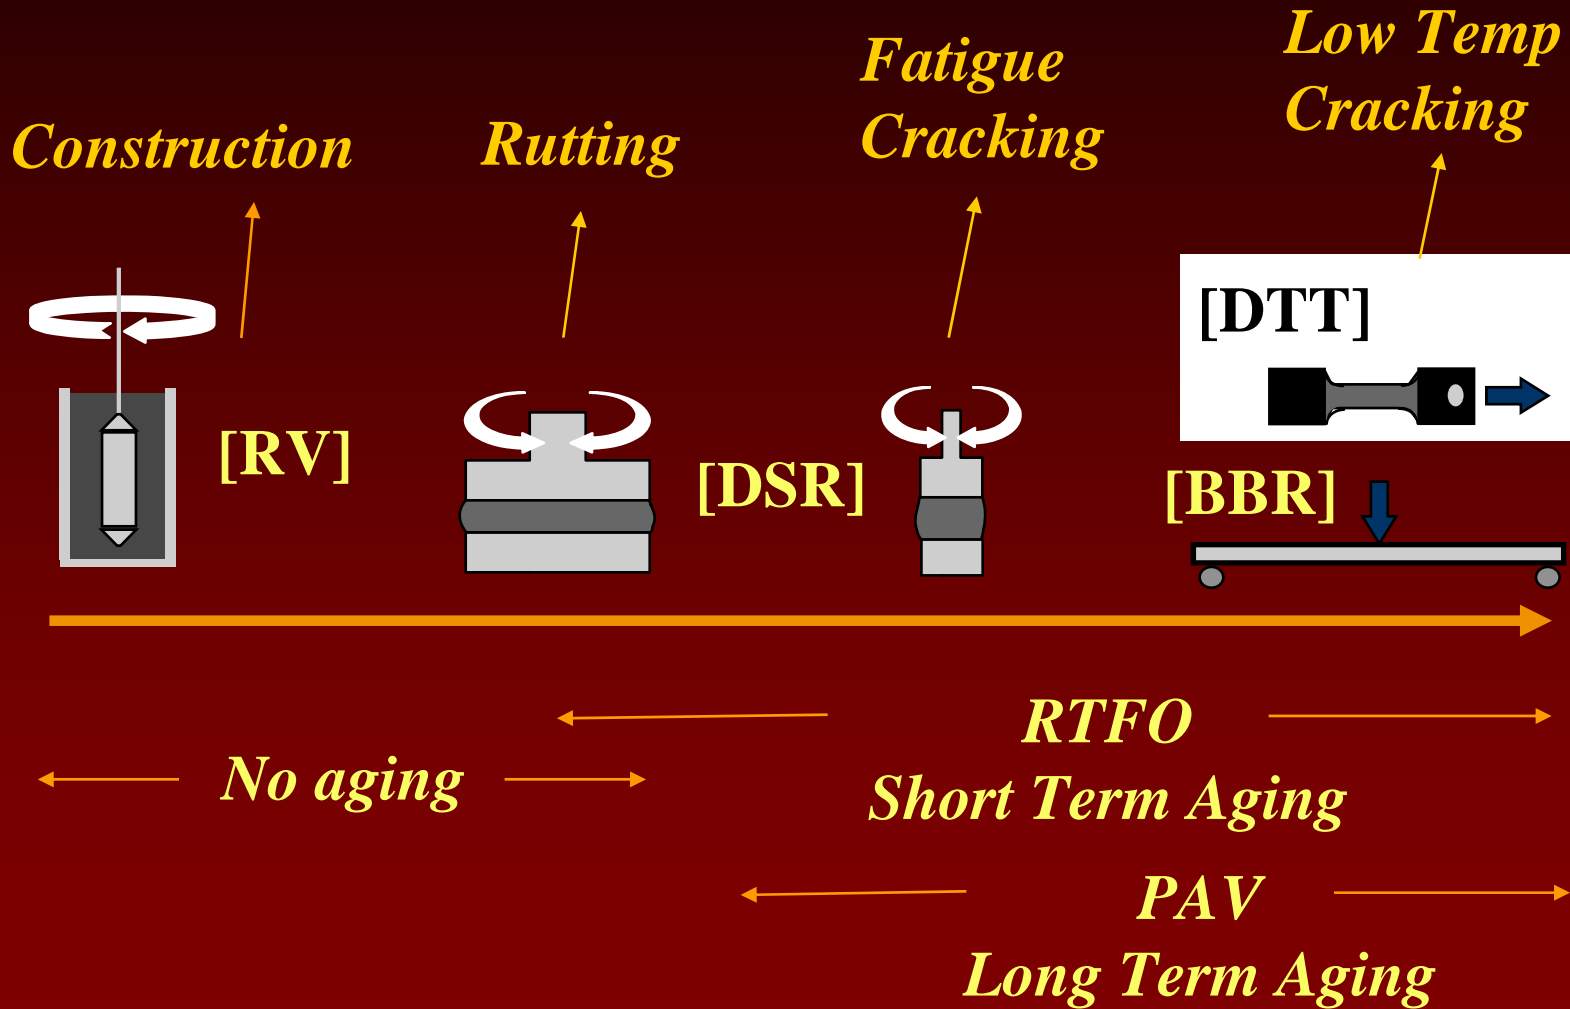 Construction
Rutting
Fatigue
Cracking
Low Temp
Cracking
[RV]
[DSR]
[DTT]
[BBR]
No aging
RTFO
Short Term Aging
PAV
Long Term Aging